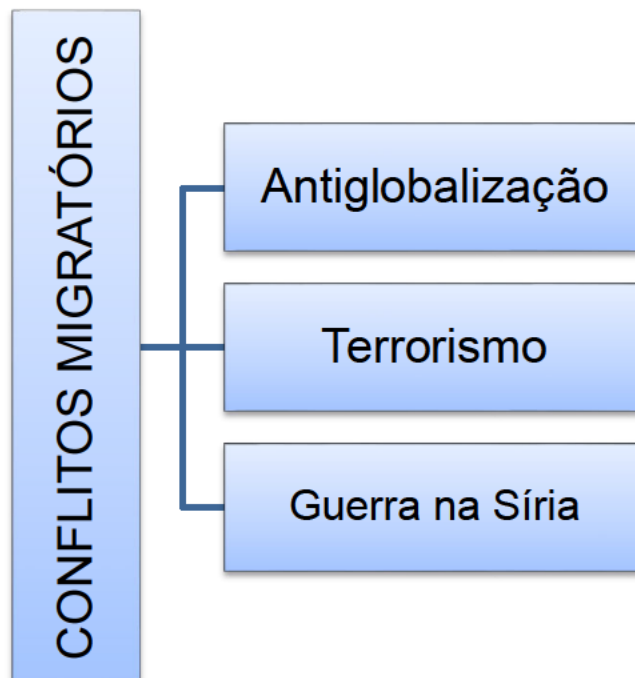 CONFLITOS MIGRATÓRIOS
Antiglobalização
Terrorismo
Guerra na Síria